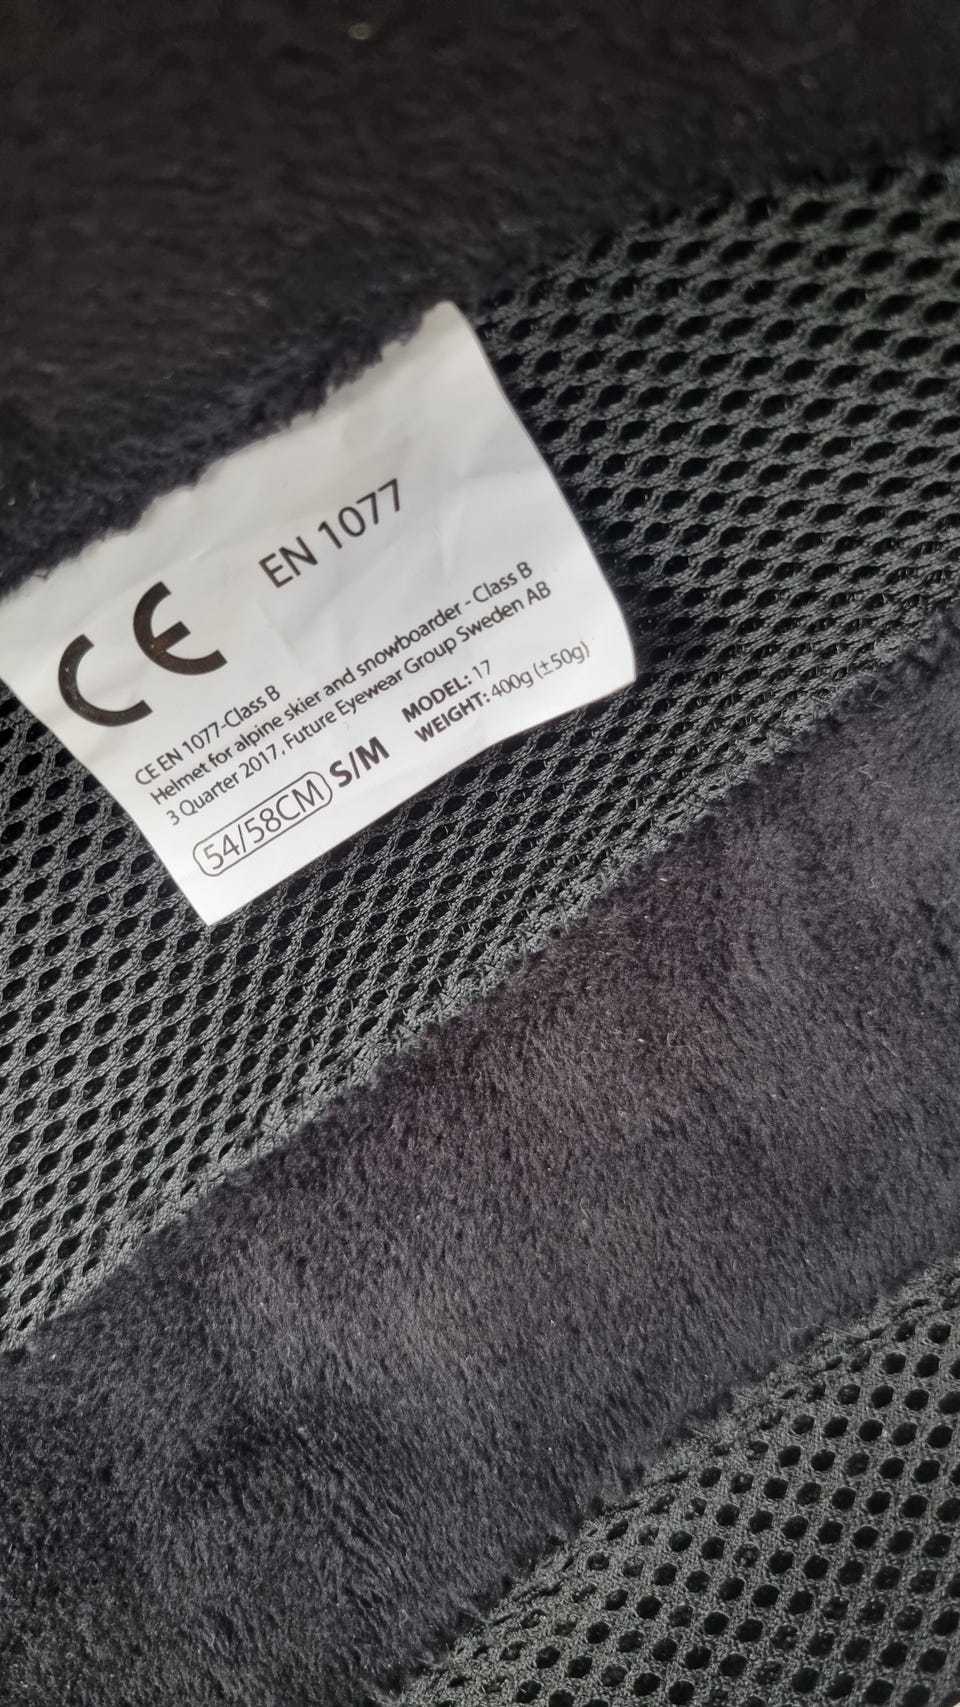 CE EN 1077
CE EN 1077-Class B
Helmet for alpine skier and snowboarder - Class B
3 Quarter 2017. Future Eyewear Group Sweden AB
54/58CM S/M
MODEL: 17
WEIGHT: 400g (±50g)